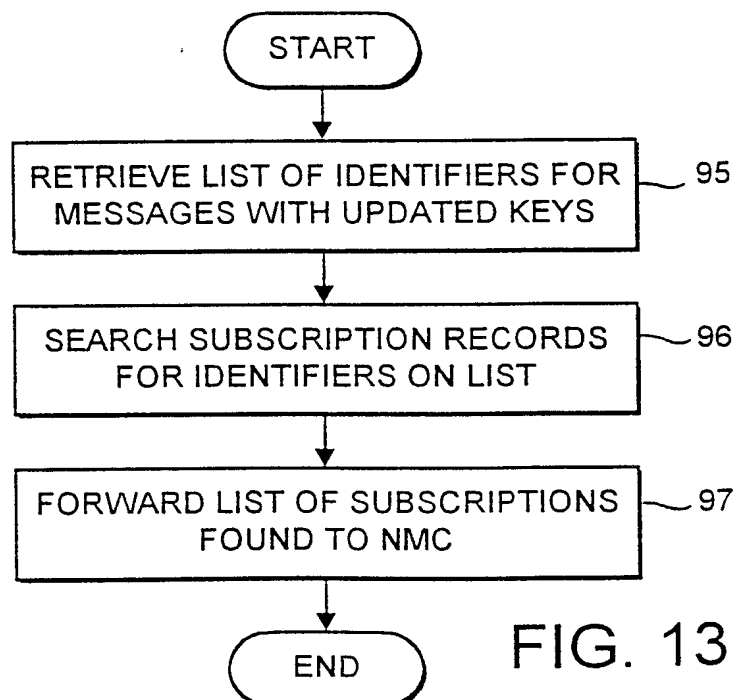 START
RETRIEVE LIST OF IDENTIFIERS FOR
MESSAGES WITH UPDATED KEYS
95
SEARCH SUBSCRIPTION RECORDS
FOR IDENTIFIERS ON LIST
96
FORWARD LIST OF SUBSCRIPTIONS
FOUND TO NMC
97
END
FIG. 13